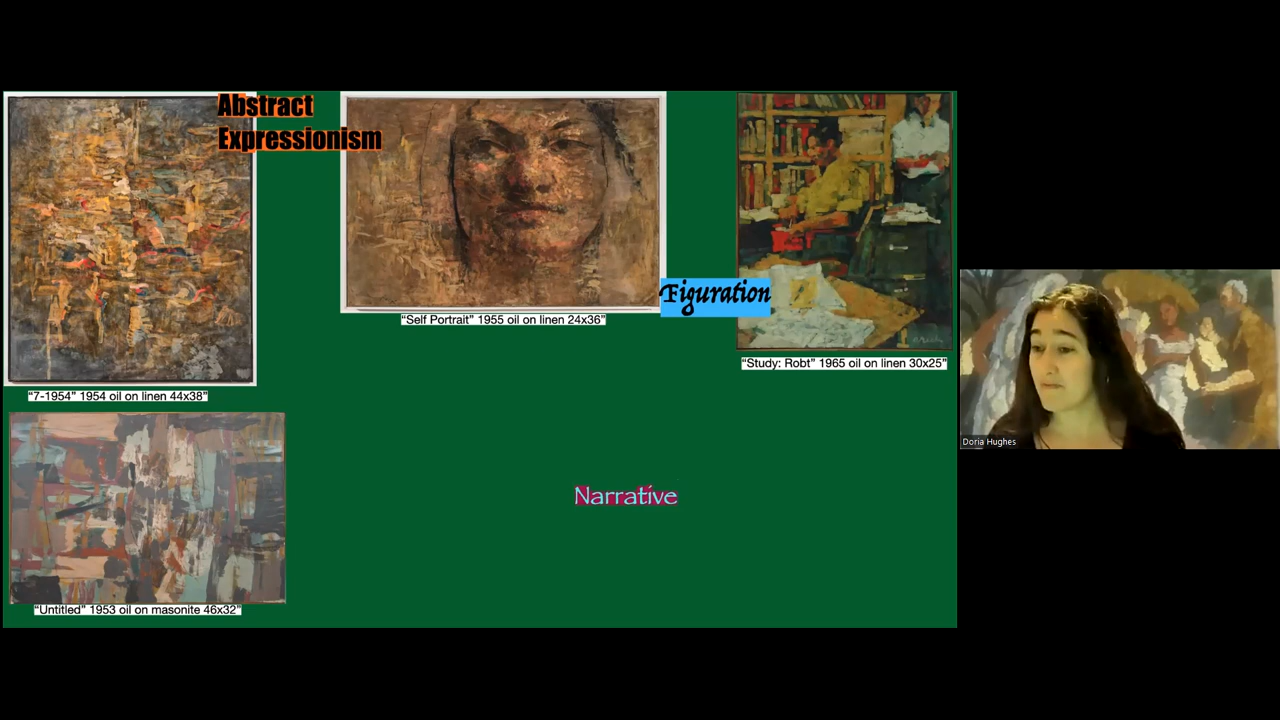 Abstract
Expressionism
"Self Portrait" 1955 oil on linen 24x36"
Figuration
"Study: Robt" 1965 oil on linen 30x25"
"7-1954" 1954 oil on linen 44x38"
Narrative
"Untitled" 1953 oil on masonite 46x32"
Doria Hughes